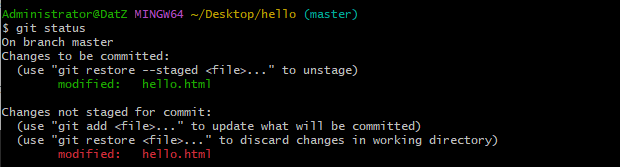 Administrator@DatZ MINGW64 ~/Desktop/hello (master)
$ git status
On branch master
Changes to be committed:
  (use "git restore --staged <file>..." to unstage)
        modified:   hello.html

Changes not staged for commit:
  (use "git add <file>..." to update what will be committed)
  (use "git restore <file>..." to discard changes in working directory)
        modified:   hello.html